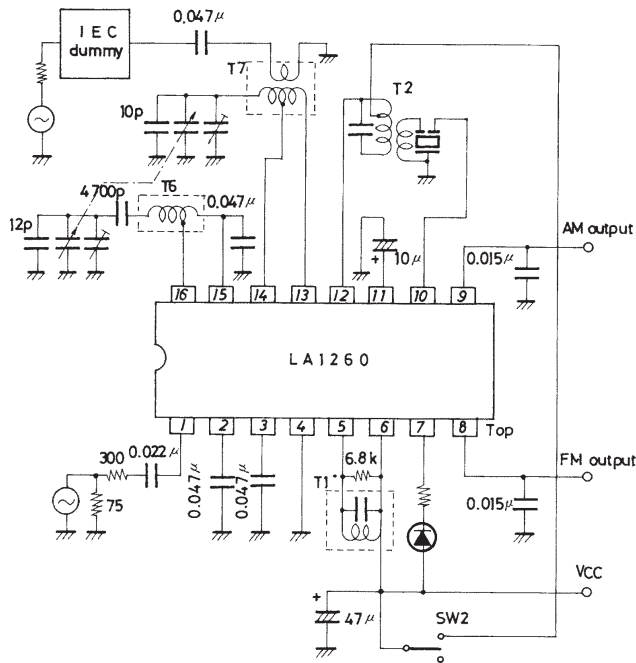 0.047μ
IEC
dummy
T7
T2
10p
4700p
T6
0.047μ
12p
+
10μ
AM output
0.015μ
16 15 14 13 12 11 10 9
LA1260
1 2 3 4 5 6 7 8
Top
300
0.022μ
75
0.047μ
0.047μ
T1
6.8k
FM output
0.015μ
VCC
+
47μ
SW2